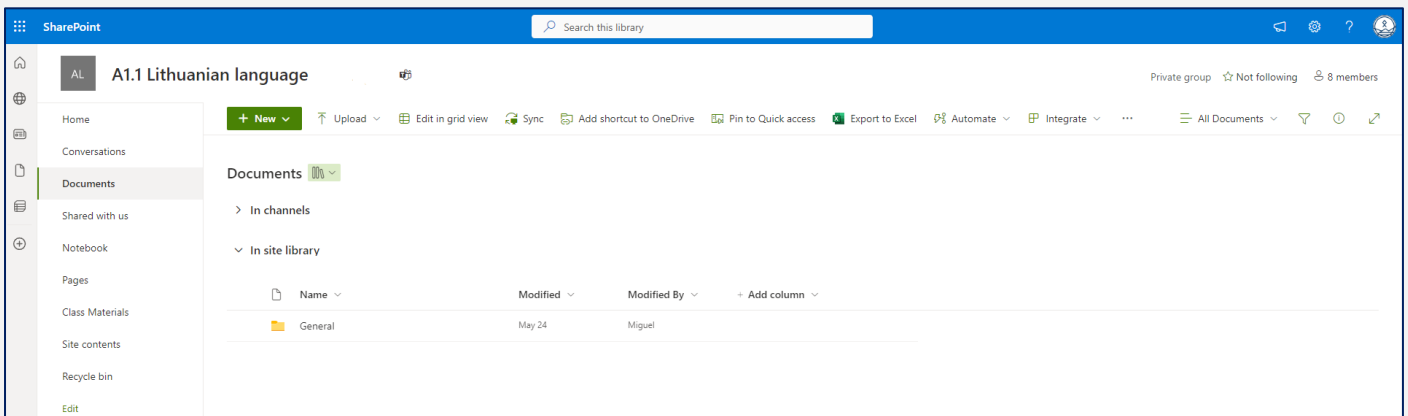 SharePoint
Search this library
?
AL
A1.1 Lithuanian language
Private group
Not following
8 members
Home
Conversations
Documents
Shared with us
Notebook
Pages
Class Materials
Site contents
Recycle bin
Edit
+ New Upload Edit in grid view Sync Add shortcut to OneDrive Pin to Quick access Export to Excel Automate Integrate ... All Documents
Documents
In channels
In site library
Name Modified Modified By + Add column
General May 24 Miguel